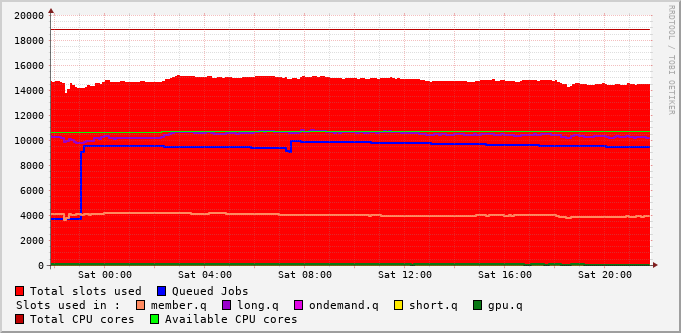 20000
18000
16000
14000
12000
10000
8000
6000
4000
2000
0
Sat 00:00 Sat 04:00 Sat 08:00 Sat 12:00 Sat 16:00 Sat 20:00
Total slots used Queued Jobs
Slots used in : member.q long.q ondemand.q short.q gpu.q
Total CPU cores Available CPU cores
RRDTOOL / TOBI OETIKER